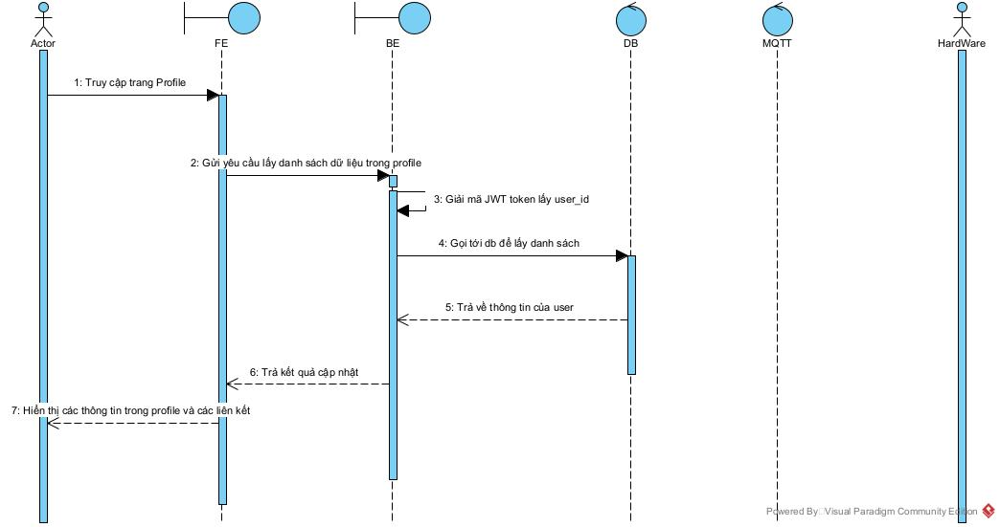 Actor
FE
BE
DB
MQTT
HardWare
1: Truy cập trang Profile
2: Gửi yêu cầu lấy danh sách dữ liệu trong profile
3: Giải mã JWT token lấy user_id
4: Gọi tới db để lấy danh sách
5: Trả về thông tin của user
6: Trả kết quả cập nhật
7: Hiển thị các thông tin trong profile và các liên kết
Powered By Visual Paradigm Community Edition